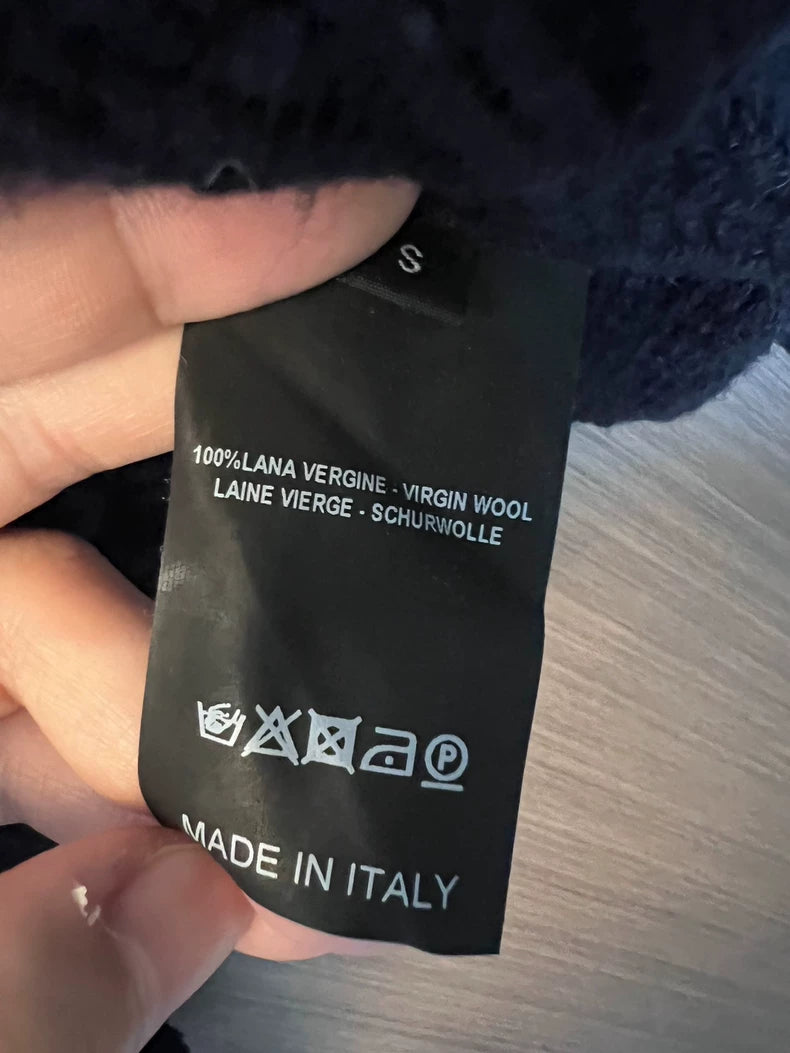 S
100%LANA VERGINE - VIRGIN WOOL
LAINE VIERGE - SCHURWOLLE
P
MADE IN ITALY